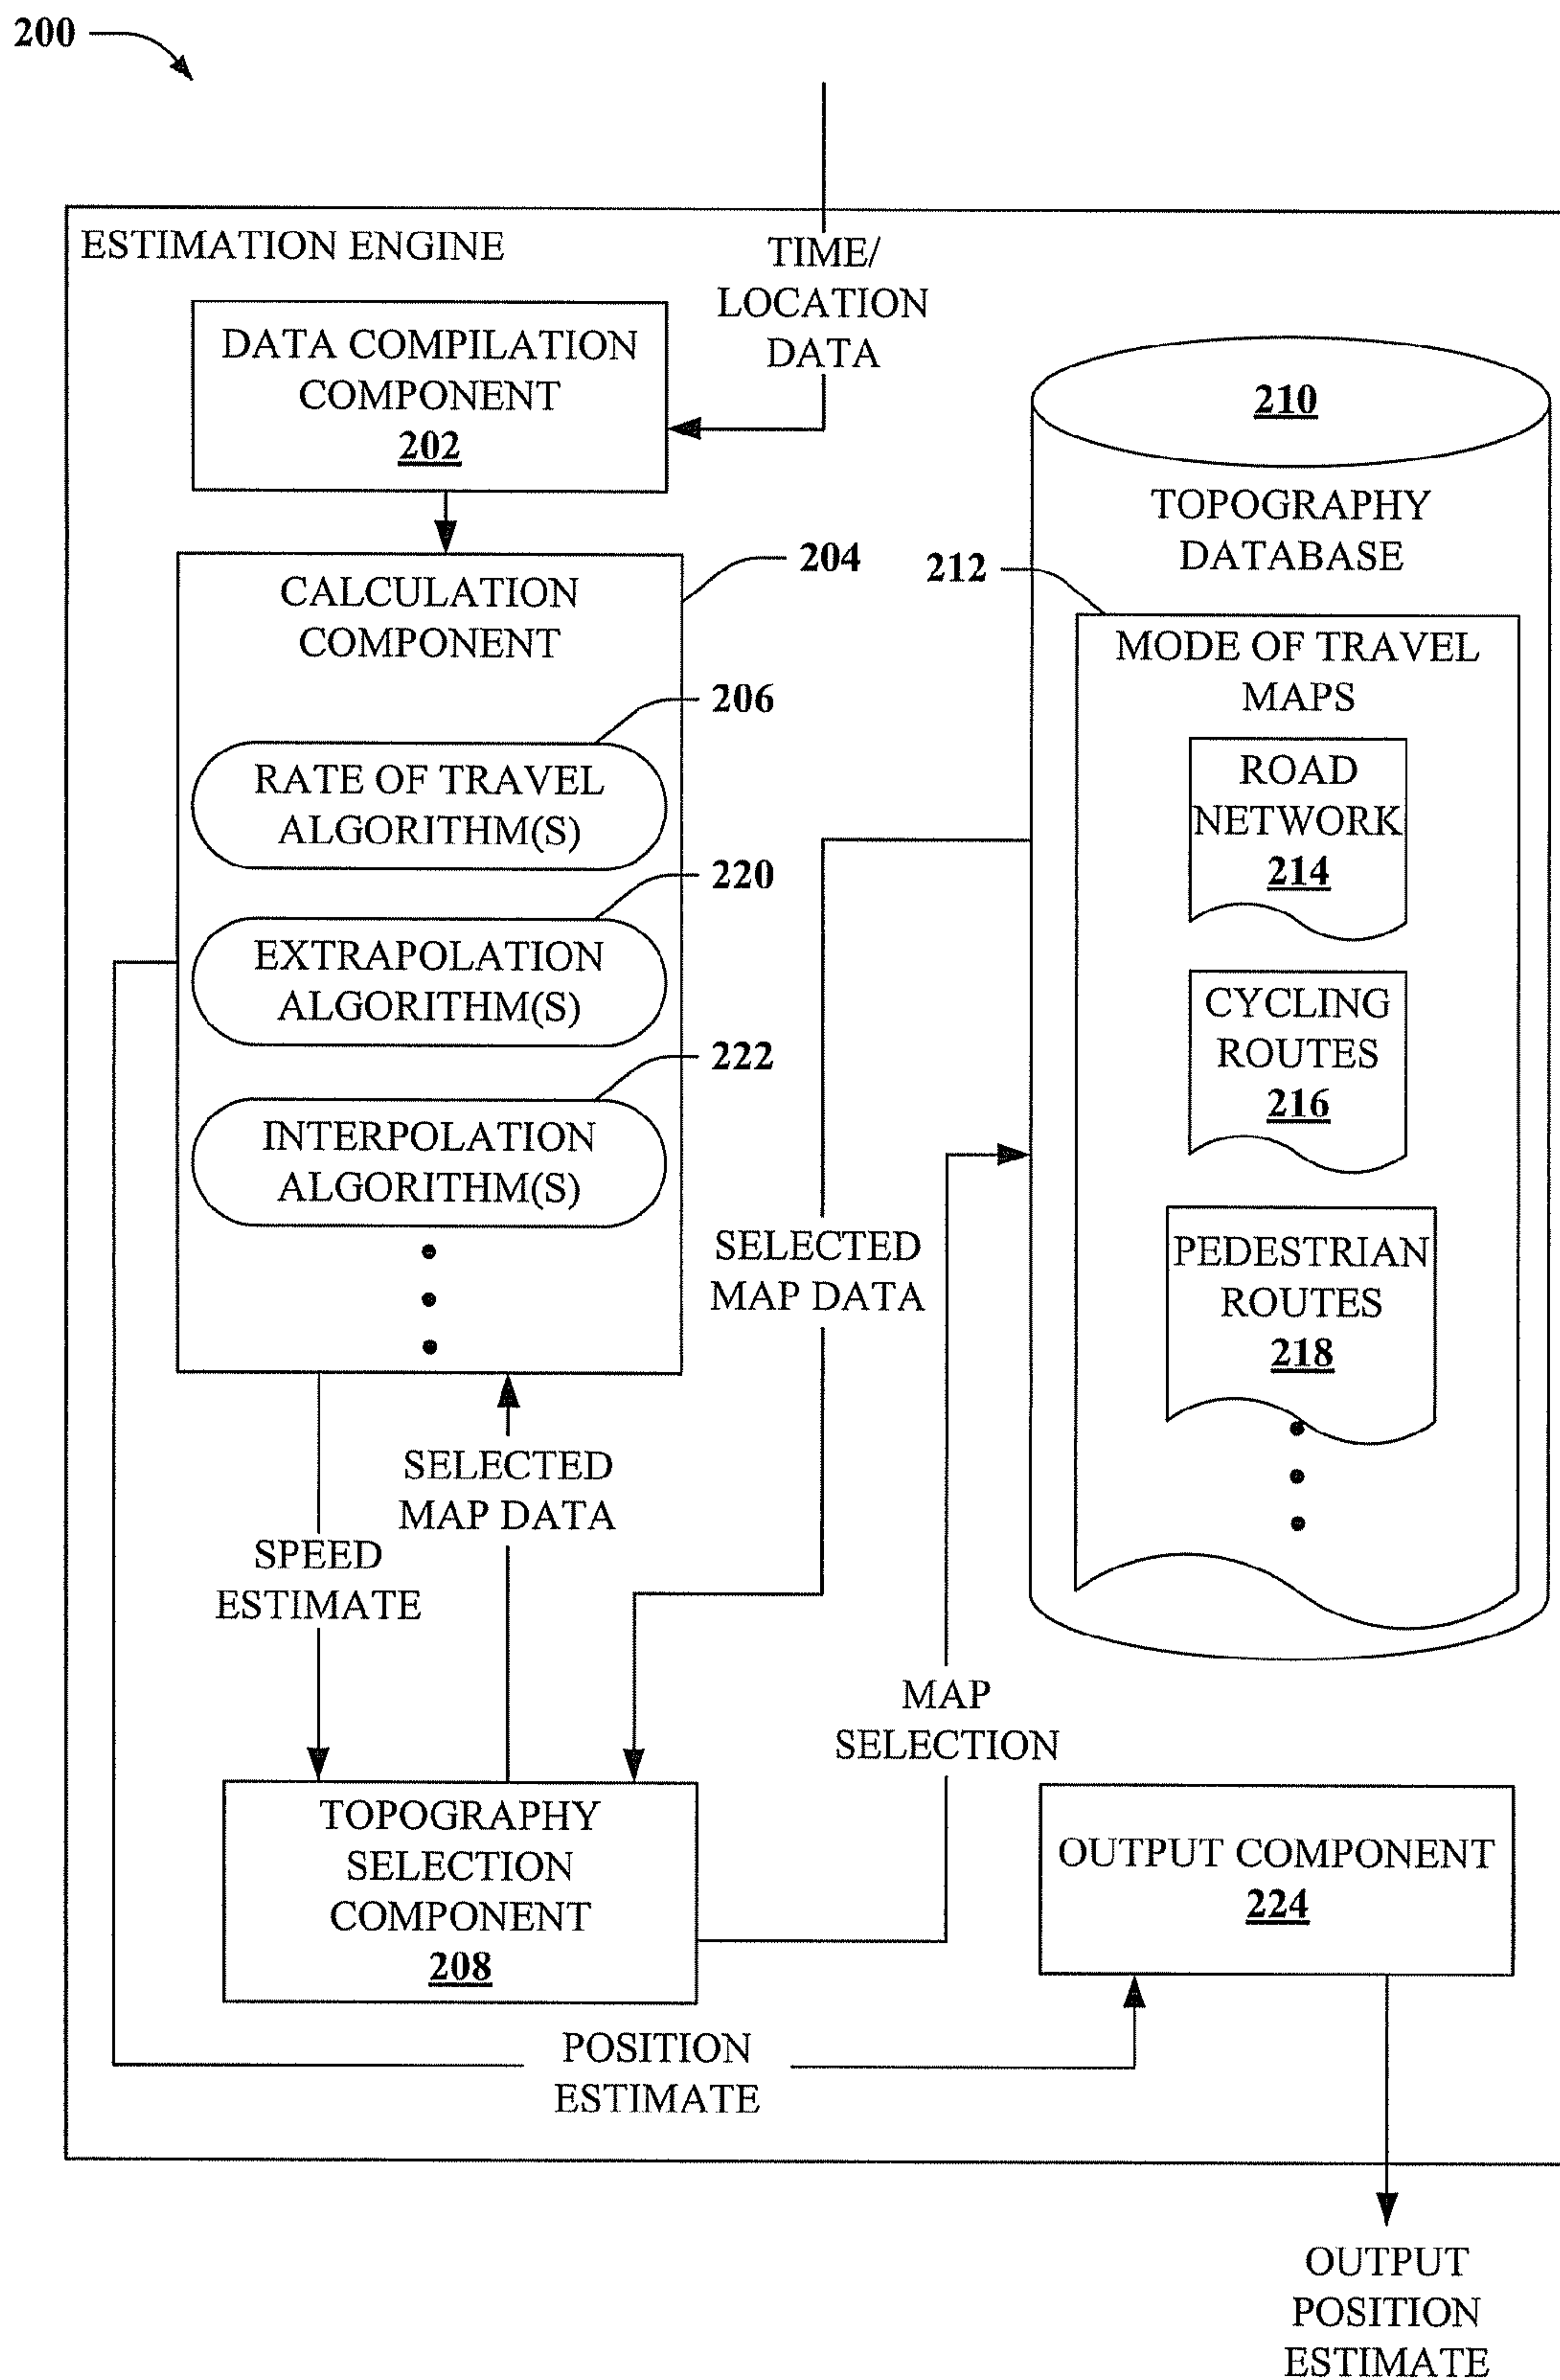 200
ESTIMATION ENGINE
TIME/
LOCATION
DATA
DATA COMPILATION
COMPONENT
202
210
TOPOGRAPHY
DATABASE
204
212
CALCULATION
COMPONENT
MODE OF TRAVEL
MAPS
206
RATE OF TRAVEL
ALGORITHM(S)
ROAD
NETWORK
214
220
EXTRAPOLATION
ALGORITHM(S)
CYCLING
ROUTES
216
222
INTERPOLATION
ALGORITHM(S)
SELECTED
MAP DATA
PEDESTRIAN
ROUTES
218
SELECTED
MAP DATA
SPEED
ESTIMATE
MAP
SELECTION
TOPOGRAPHY
SELECTION
COMPONENT
208
OUTPUT COMPONENT
224
POSITION
ESTIMATE
OUTPUT
POSITION
ESTIMATE